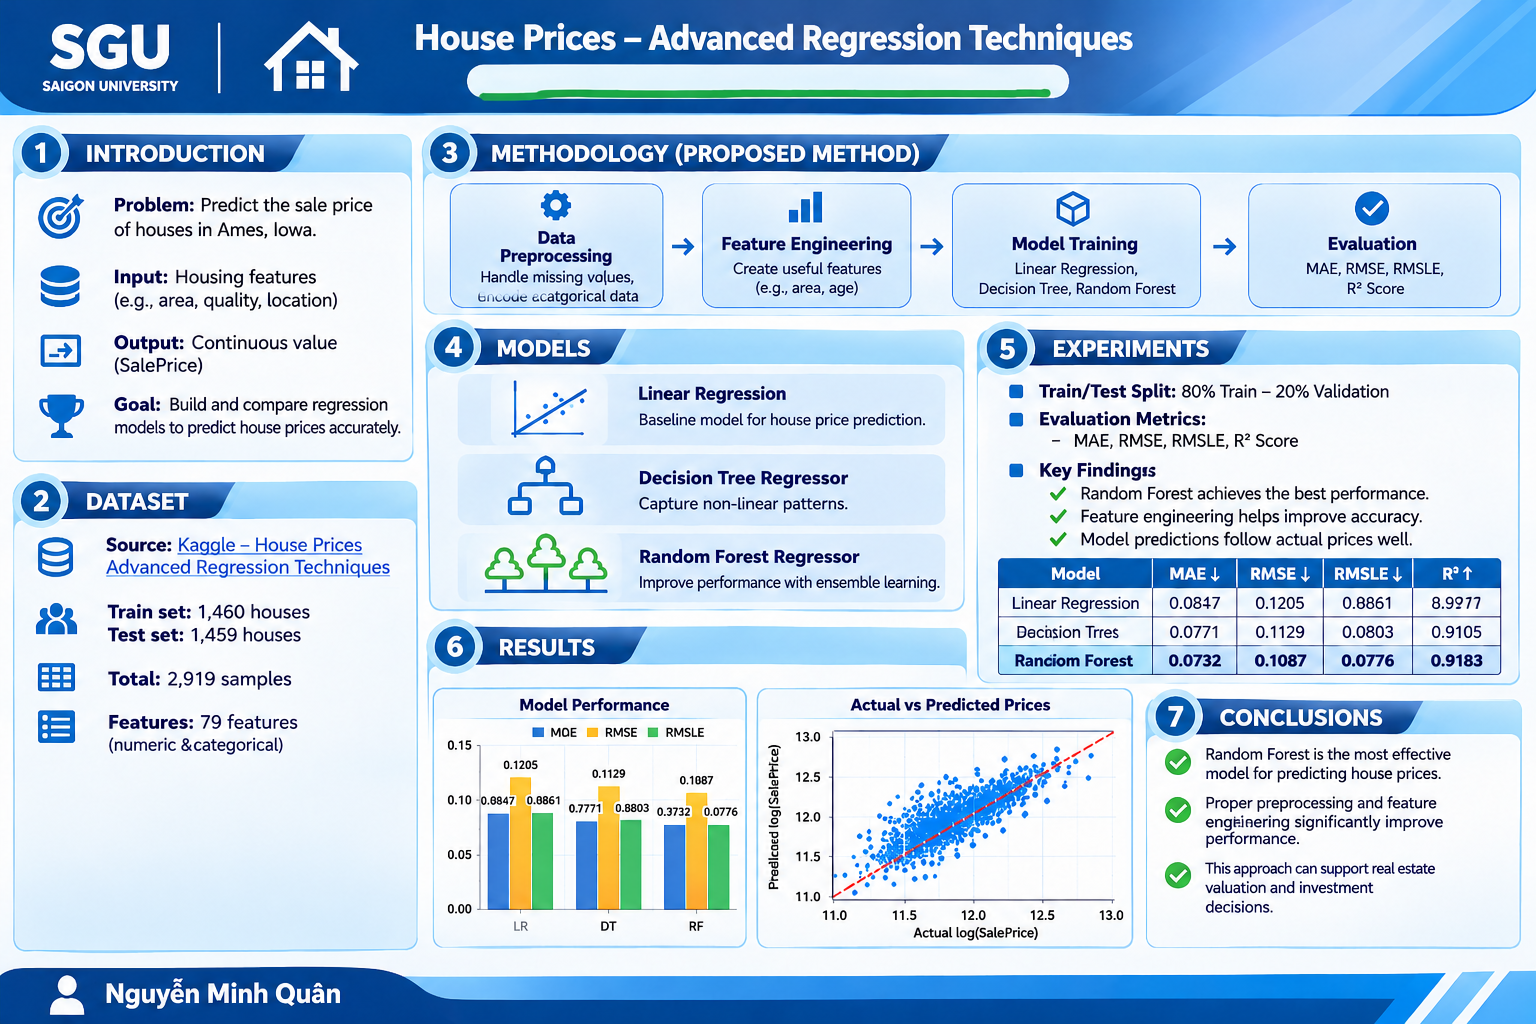 SGU
SAIGON UNIVERSITY
House Prices – Advanced Regression Techniques
1 INTRODUCTION
Problem: Predict the sale price
of houses in Ames, Iowa.
Input: Housing features
(e.g., area, quality, location)
Output: Continuous value
(SalePrice)
Goal: Build and compare regression
models to predict house prices accurately.
2 DATASET
Source: Kaggle – House Prices
Advanced Regression Techniques
Train set: 1,460 houses
Test set: 1,459 houses
Total: 2,919 samples
Features: 79 features
(numeric & categorical)
3 METHODOLOGY (PROPOSED METHOD)
Data
Preprocessing
Handle missing values,
encode ecatgorical data
Feature Engineering
Create useful features
(e.g., area, age)
Model Training
Linear Regression,
Decision Tree, Random Forest
Evaluation
MAE, RMSE, RMSLE,
R² Score
4 MODELS
Linear Regression
Baseline model for house price prediction.
Decision Tree Regressor
Capture non-linear patterns.
Random Forest Regressor
Improve performance with ensemble learning.
5 EXPERIMENTS
Train/Test Split: 80% Train – 20% Validation
Evaluation Metrics:
– MAE, RMSE, RMSLE, R² Score
Key Findings
Random Forest achieves the best performance.
Feature engineering helps improve accuracy.
Model predictions follow actual prices well.
Model MAE ↓ RMSE ↓ RMSLE ↓ R² ↑
Linear Regression 0.0847 0.1205 0.8861 8.9977
Decision Trres 0.0771 0.1129 0.0803 0.9105
Random Forest 0.0732 0.1087 0.0776 0.9183
6 RESULTS
Model Performance
MOE RMSE RMSLE
0.15
0.10
0.05
0.00
0.0847 0.1205 0.8861
0.7771 0.1129 0.8803
0.3732 0.1087 0.0776
LR DT RF
Actual vs Predicted Prices
Predicaed log(SalePrice)
13.0
12.5
12.0
11.5
11.0
11.0 11.5 12.0 12.5 13.0
Actual log(SalePrice)
7 CONCLUSIONS
Random Forest is the most effective
model for predicting house prices.
Proper preprocessing and feature
engineering significantly improve
performance.
This approach can support real estate
valuation and investment
decisions.
Nguyễn Minh Quân